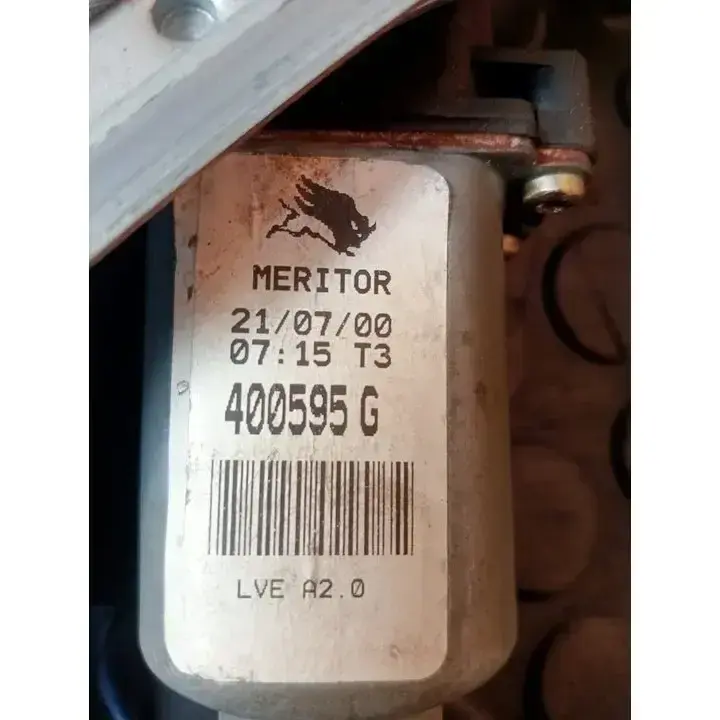 MERITOR
21/07/00
07:15 T3
400595 G
LVE A2.0